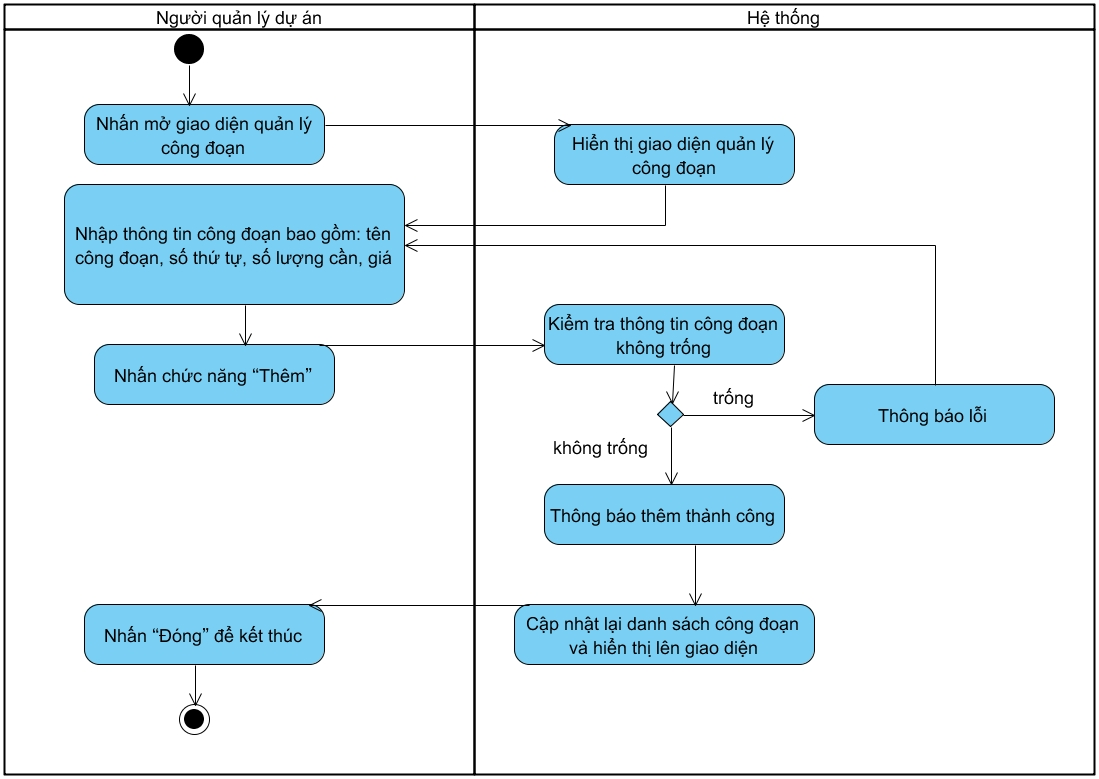 Người quản lý dự án
Hệ thống
Nhấn mở giao diện quản lý
công đoạn
Hiển thị giao diện quản lý
công đoạn
Nhập thông tin công đoạn bao gồm: tên
công đoạn, số thứ tự, số lượng cần, giá
Kiểm tra thông tin công đoạn
không trống
Nhấn chức năng “Thêm”
trống
Thông báo lỗi
không trống
Thông báo thêm thành công
Cập nhật lại danh sách công đoạn
và hiển thị lên giao diện
Nhấn “Đóng” để kết thúc